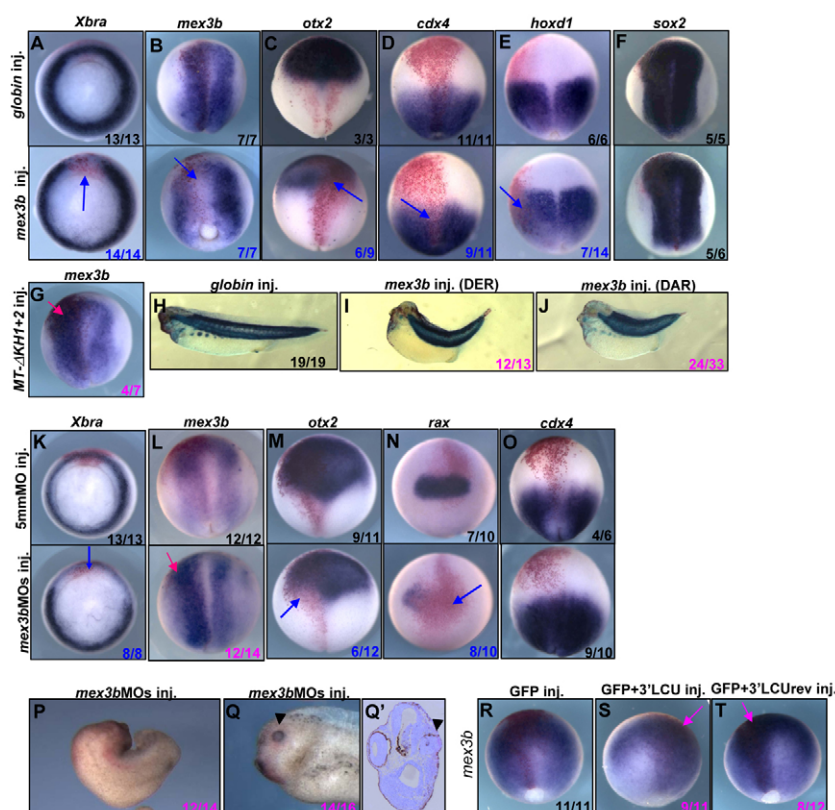 Xbra mex3b otx2 cdx4 hoxd1 sox2
globin inj.
A B C D E F
13/13 7/7 3/3 11/11 6/6 5/5
mex3b inj.
14/14 7/7 6/9 9/11 7/14 5/6
mex3b globin inj. mex3b inj. (DER) mex3b inj. (DAR)
MT-ΔKH1+2 inj.
G H I J
4/7 19/19 12/13 24/33
Xbra mex3b otx2 rax cdx4
5mmMO inj.
K L M N O
13/13 12/12 9/11 7/10 4/6
mex3bMOs inj.
8/8 12/14 6/12 8/10 9/10
mex3bMOs inj. mex3bMOs inj. GFP inj. GFP+3'LCU inj. GFP+3'LCUrev inj.
P Q Q' R S T
mex3b
11/11 8/12